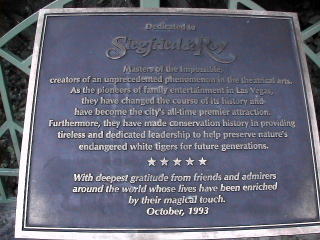 Dedicated to
Siegfried & Roy
Masters of the Impossible,
creators of an unprecedented phenomenon in the theatrical arts.
As the pioneers of family entertainment in Las Vegas,
they have changed the course of its history and
have become the city's all-time premier attraction.
Furthermore, they have made conservation history in providing
tireless and dedicated leadership to help preserve nature's
endangered white tigers for future generations.
★ ★ ★ ★ ★
With deepest gratitude from friends and admirers
around the world whose lives have been enriched
by their magical touch.
October, 1993